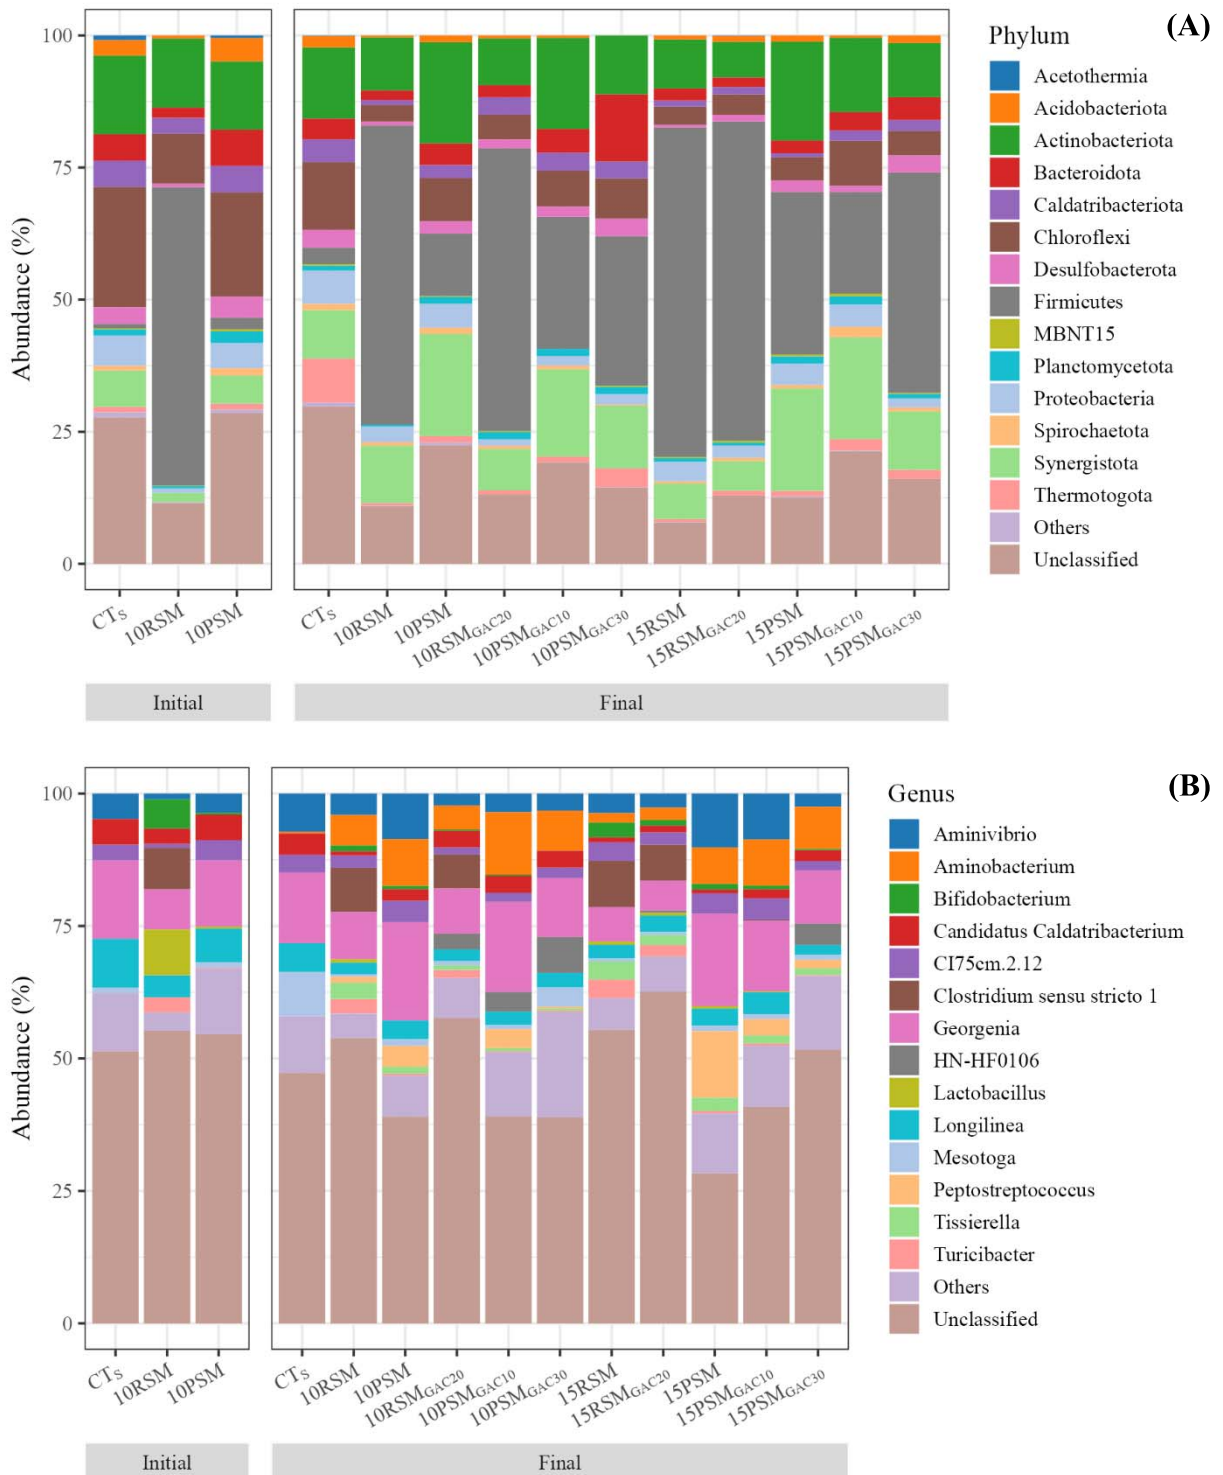 (A)
Phylum
Acetothermia
Acidobacteriota
Actinobacteriota
Bacteroidota
Caldatribacteriota
Chloroflexi
Desulfobacterota
Firmicutes
MBNT15
Planctomycetota
Proteobacteria
Spirochaetota
Synergistota
Thermotogota
Others
Unclassified
Abundance (%)
100
75
50
25
0
CTS
10RSM
10PSM
CTS
10RSM
10PSM
10RSMGAC20
10PSMGAC10
10PSMGAC30
15RSM
15RSMGAC20
15PSM
15PSMGAC10
15PSMGAC30
Initial
Final
(B)
Genus
Aminivibrio
Aminobacterium
Bifidobacterium
Candidatus Caldatribacterium
CI75cm.2.12
Clostridium sensu stricto 1
Georgenia
HN-HF0106
Lactobacillus
Longilinea
Mesotoga
Peptostreptococcus
Tissierella
Turicibacter
Others
Unclassified
Abundance (%)
100
75
50
25
0
CTS
10RSM
10PSM
CTS
10RSM
10PSM
10RSMGAC20
10PSMGAC10
10PSMGAC30
15RSM
15RSMGAC20
15PSM
15PSMGAC10
15PSMGAC30
Initial
Final